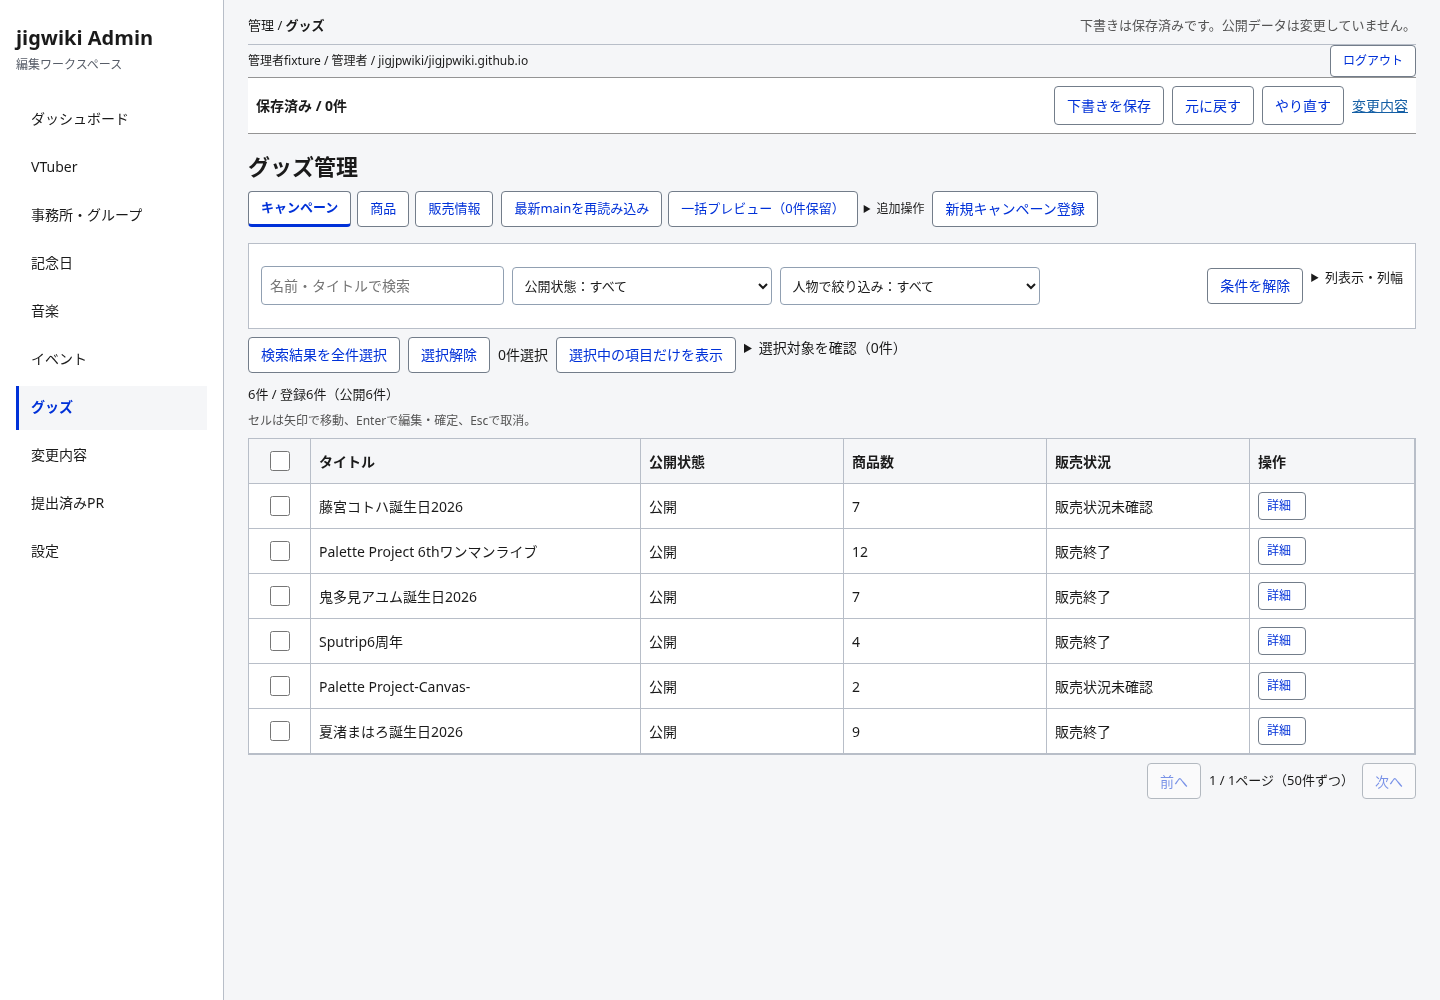 jigwiki Admin
編集ワークスペース
ダッシュボード
VTuber
事務所・グループ
記念日
音楽
イベント
グッズ
変更内容
提出済みPR
設定
管理 / グッズ
下書きは保存済みです。公開データは変更していません。
管理者fixture / 管理者 / jigjpwiki/jigjpwiki.github.io
ログアウト
保存済み / 0件
下書きを保存 元に戻す やり直す 変更内容
グッズ管理
キャンペーン 商品 販売情報 最新mainを再読み込み 一括プレビュー（0件保留） ▶ 追加操作 新規キャンペーン登録
名前・タイトルで検索 公開状態：すべて 人物で絞り込み：すべて 条件を解除 ▶ 列表示・列幅
検索結果を全件選択 選択解除 0件選択 選択中の項目だけを表示 ▶ 選択対象を確認（0件）
6件 / 登録6件（公開6件）
セルは矢印で移動、Enterで編集・確定、Escで取消。
タイトル 公開状態 商品数 販売状況 操作
藤宮コトハ誕生日2026 公開 7 販売状況未確認 詳細
Palette Project 6thワンマンライブ 公開 12 販売終了 詳細
鬼多見アユム誕生日2026 公開 7 販売終了 詳細
Sputrip6周年 公開 4 販売終了 詳細
Palette Project-Canvas- 公開 2 販売状況未確認 詳細
夏渚まはろ誕生日2026 公開 9 販売終了 詳細
前へ 1 / 1ページ（50件ずつ） 次へ